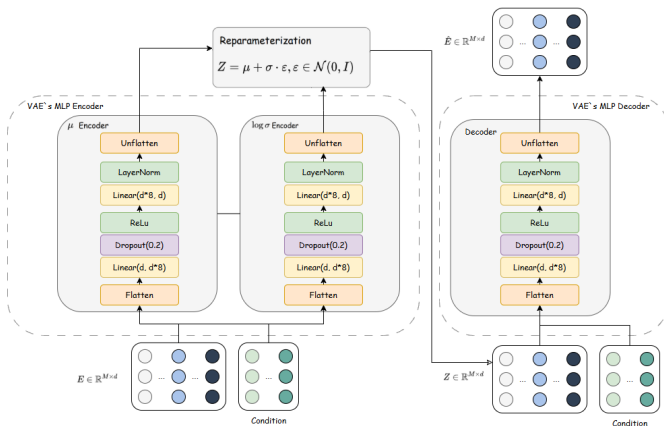 Reparameterization
Z = μ + σ · ε, ε ∈ N(0, I)
Ê ∈ ℝ^{M×d}
...
...
VAE`s MLP Encoder
μ Encoder
Unflatten
LayerNorm
Linear(d*8, d)
ReLu
Dropout(0.2)
Linear(d, d*8)
Flatten
log σ Encoder
Unflatten
LayerNorm
Linear(d*8, d)
ReLu
Dropout(0.2)
Linear(d, d*8)
Flatten
VAE`s MLP Decoder
Decoder
Unflatten
LayerNorm
Linear(d*8, d)
ReLu
Dropout(0.2)
Linear(d, d*8)
Flatten
E ∈ ℝ^{M×d}
...
...
...
Condition
Z ∈ ℝ^{M×d}
...
...
...
Condition